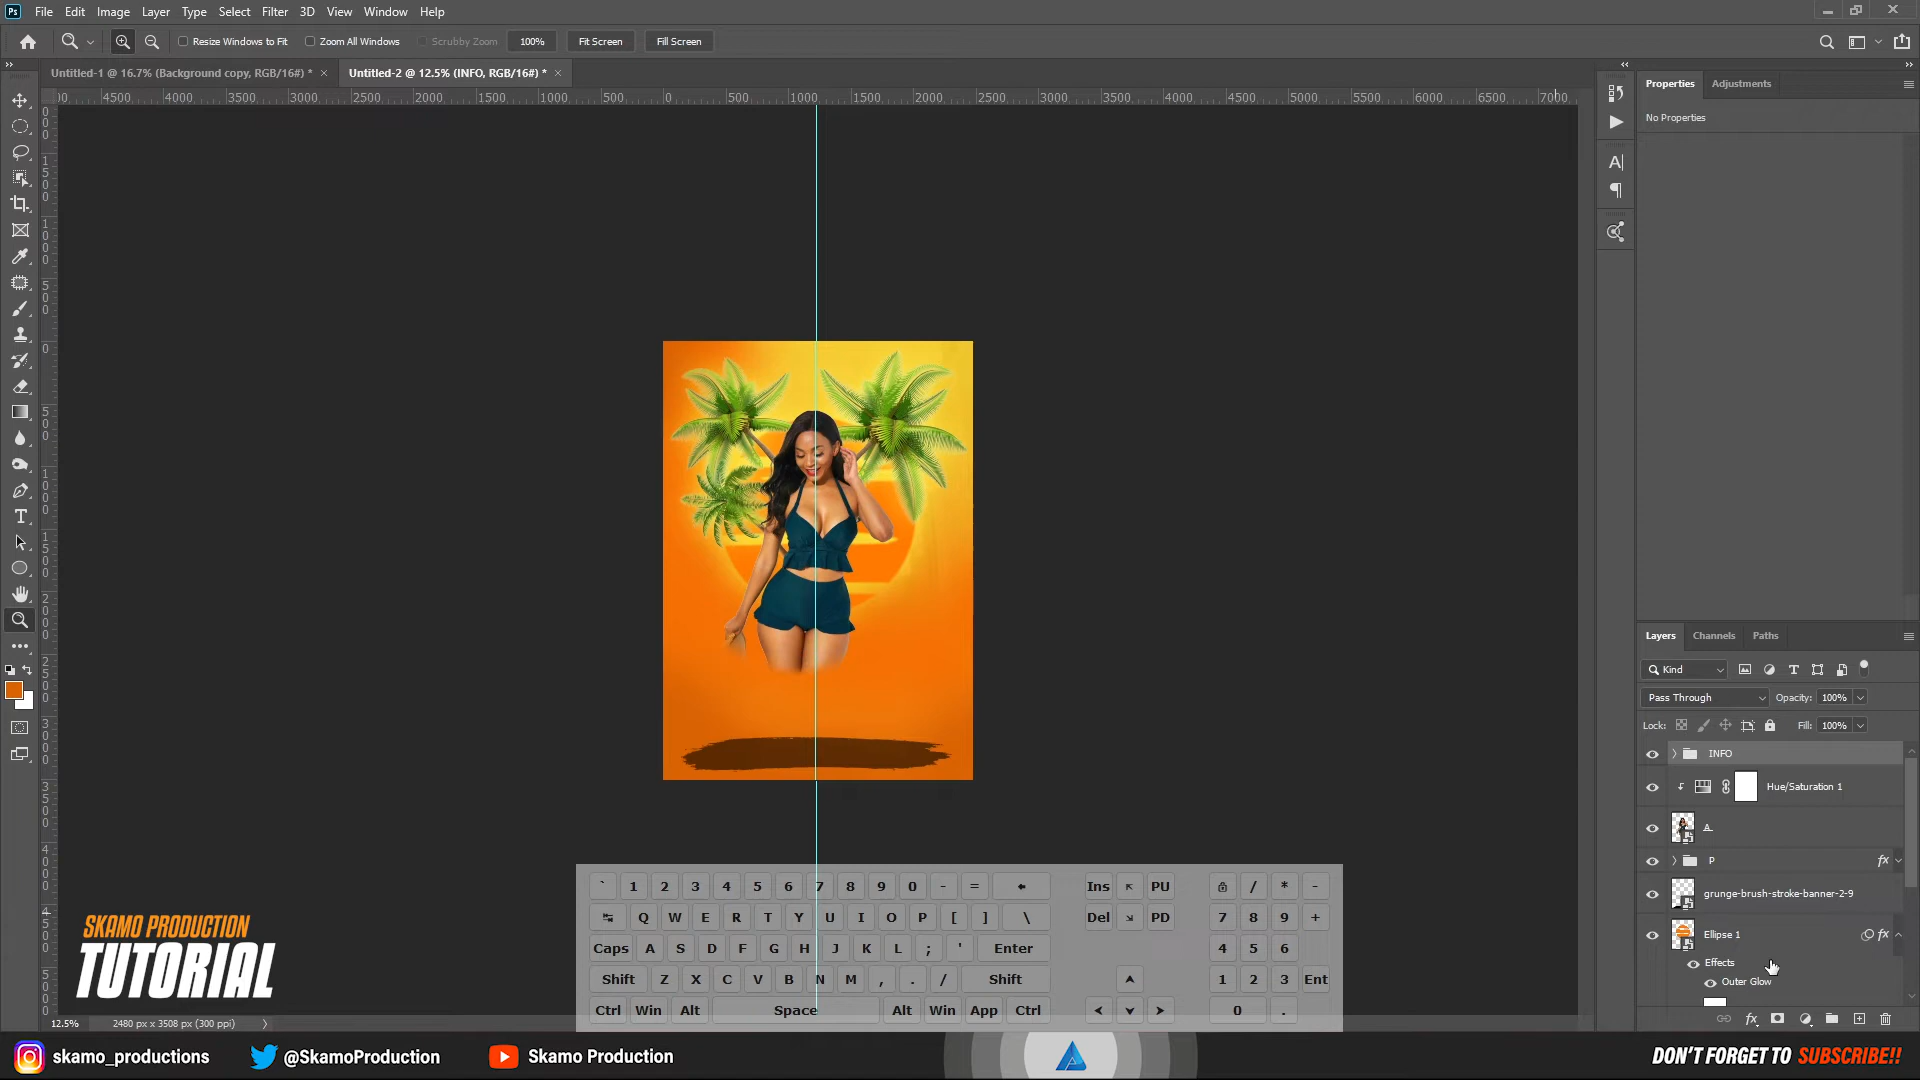 Ps File Edit Image Layer Type Select Filter 3D View Window Help
Resize Windows to Fit Zoom All Windows Scrubby Zoom 100% Fit Screen Fill Screen
Untitled-1 @ 16.7% (Background copy, RGB/16#) * × Untitled-2 @ 12.5% (INFO, RGB/16#) * ×
4500 4000 3500 3000 2500 2000 1500 1000 500 0 500 1000 1500 2000 2500 3000 3500 4000 4500 5000 5500 6000 6500 7000
Properties Adjustments
No Properties
Layers Channels Paths
Kind
Pass Through Opacity: 100%
Lock: Fill: 100%
INFO
Hue/Saturation 1
A
P fx
grunge-brush-stroke-banner-2-9
Ellipse 1 fx
Effects
Outer Glow
` 1 2 3 4 5 6 7 8 9 0 - = Ins PU / * -
Q W E R T Y U I O P [ ] \ Del PD 7 8 9 +
Caps A S D F G H J K L ; ' Enter 4 5 6
Shift Z X C V B N M , . / Shift 1 2 3 Ent
Ctrl Win Alt Space Alt Win App Ctrl 0 .
SKAMO PRODUCTION
TUTORIAL
12.5% 2480 px x 3508 px (300 ppi)
skamo_productions @SkamoProduction Skamo Production
DON'T FORGET TO SUBSCRIBE!!